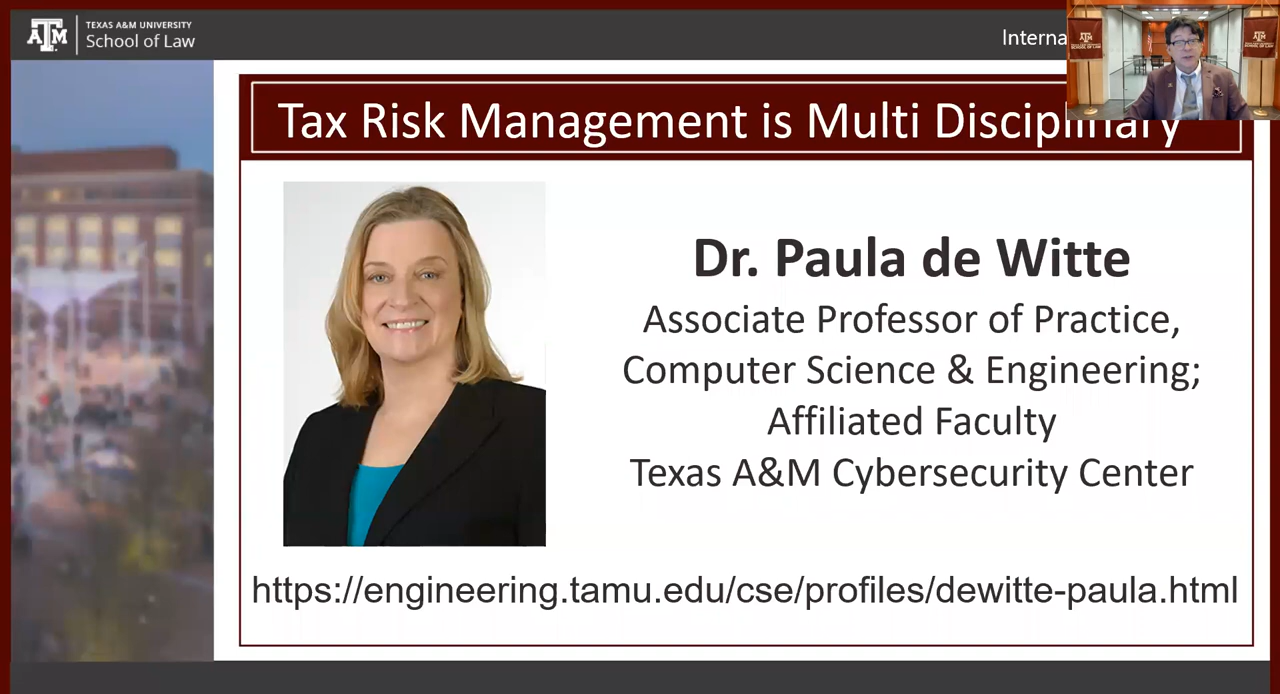 TEXAS A&M UNIVERSITY
School of Law
Interna
Tax Risk Management is Multi Disciplinary
Dr. Paula de Witte
Associate Professor of Practice,
Computer Science & Engineering;
Affiliated Faculty
Texas A&M Cybersecurity Center
https://engineering.tamu.edu/cse/profiles/dewitte-paula.html